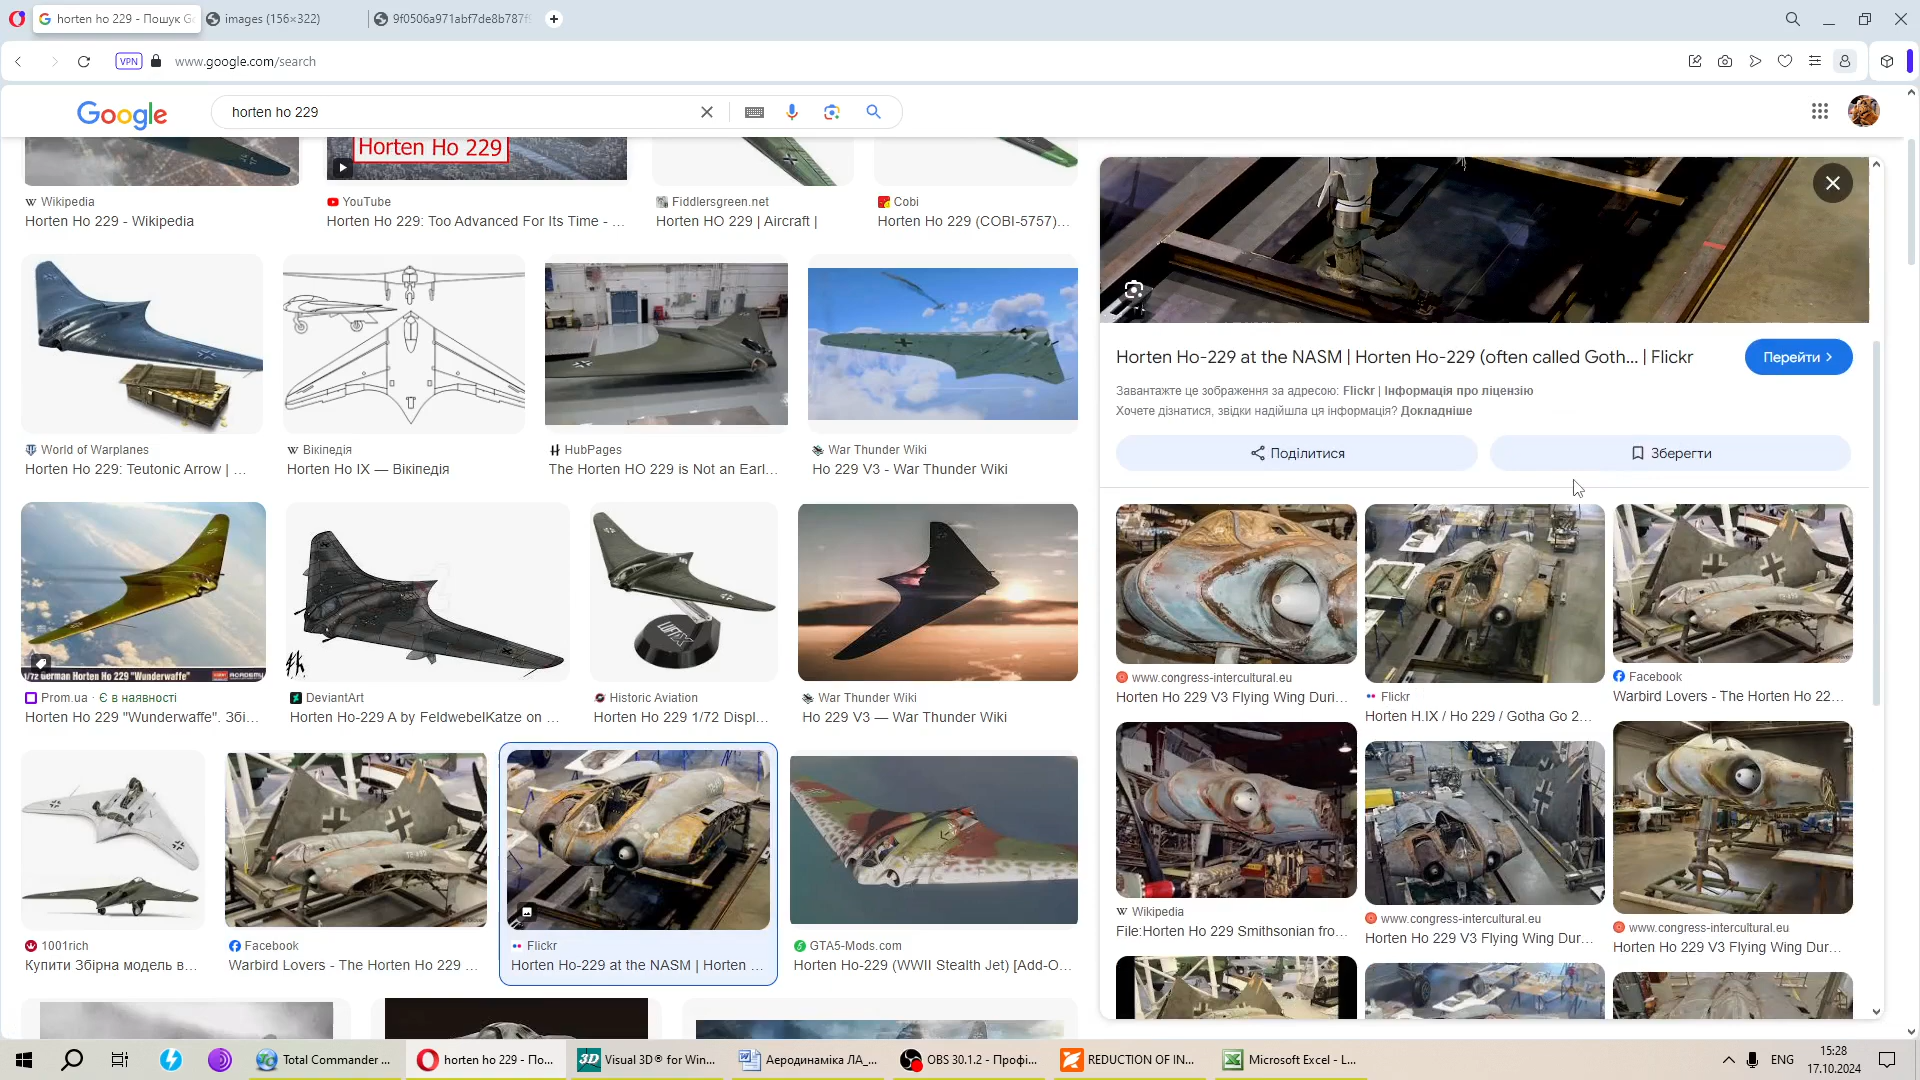 horten ho 229 - Пошук G
images (156×322)
9f0506a971abf7de8b787f
VPN
www.google.com/search
Google
horten ho 229
Horten Ho 229
Wikipedia
Horten Ho 229 - Wikipedia
YouTube
Horten Ho 229: Too Advanced For Its Time - ...
Fiddlersgreen.net
Horten HO 229 | Aircraft |
Cobi
Horten Ho 229 (COBI-5757)...
World of Warplanes
Horten Ho 229: Teutonic Arrow | ...
Вікіпедія
Horten Ho IX — Вікіпедія
HubPages
The Horten HO 229 is Not an Earl...
War Thunder Wiki
Ho 229 V3 - War Thunder Wiki
1/72 German Horten Ho 229 "Wunderwaffe"
ACADEMY
Prom.ua · Є в наявності
Horten Ho 229 "Wunderwaffe". Збі...
DeviantArt
Horten Ho-229 A by FeldwebelKatze on ...
Historic Aviation
Horten Ho 229 1/72 Displ...
War Thunder Wiki
Ho 229 V3 — War Thunder Wiki
1001rich
Купити Збірна модель в...
Facebook
Warbird Lovers - The Horten Ho 229 ...
Flickr
Horten Ho-229 at the NASM | Horten ...
GTA5-Mods.com
Horten Ho-229 (WWII Stealth Jet) [Add-O...
Horten Ho-229 at the NASM | Horten Ho-229 (often called Goth... | Flickr
Перейти
Завантажте це зображення за адресою: Flickr | Інформація про ліцензію
Хочете дізнатися, звідки надійшла ця інформація? Докладніше
Поділитися
Зберегти
www.congress-intercultural.eu
Horten Ho 229 V3 Flying Wing Duri...
Flickr
Horten H.IX / Ho 229 / Gotha Go 2...
Facebook
Warbird Lovers - The Horten Ho 22...
Wikipedia
File:Horten Ho 229 Smithsonian fro...
www.congress-intercultural.eu
Horten Ho 229 V3 Flying Wing Dur...
www.congress-intercultural.eu
Horten Ho 229 V3 Flying Wing Dur...
Total Commander ...
horten ho 229 - По...
3D
Visual 3D® for Win...
Аеродинаміка ЛА_...
OBS 30.1.2 - Профі...
REDUCTION OF IN...
Microsoft Excel - L...
ENG
15:28
17.10.2024